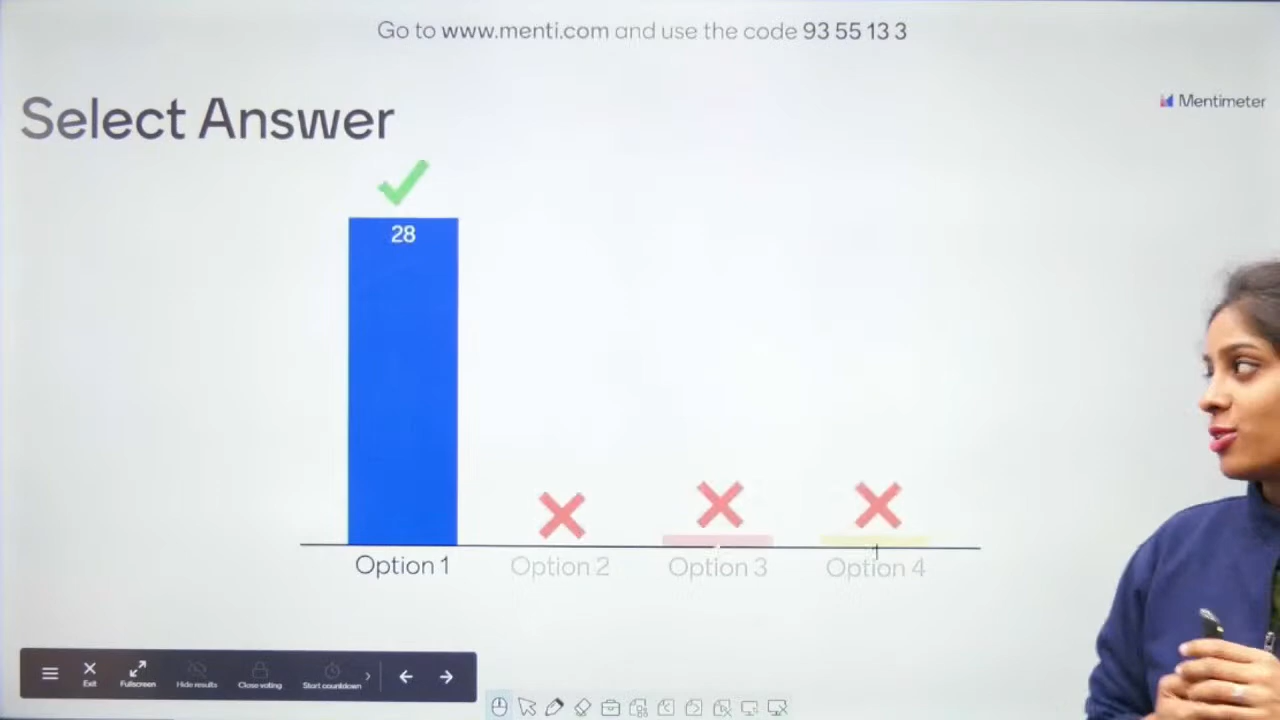 Go to www.menti.com and use the code 93 55 13 3
Mentimeter
Select Answer
28
Option 1
Option 2
Option 3
Option 4
Exit
Fullscreen
Hide results
Close voting
Start countdown